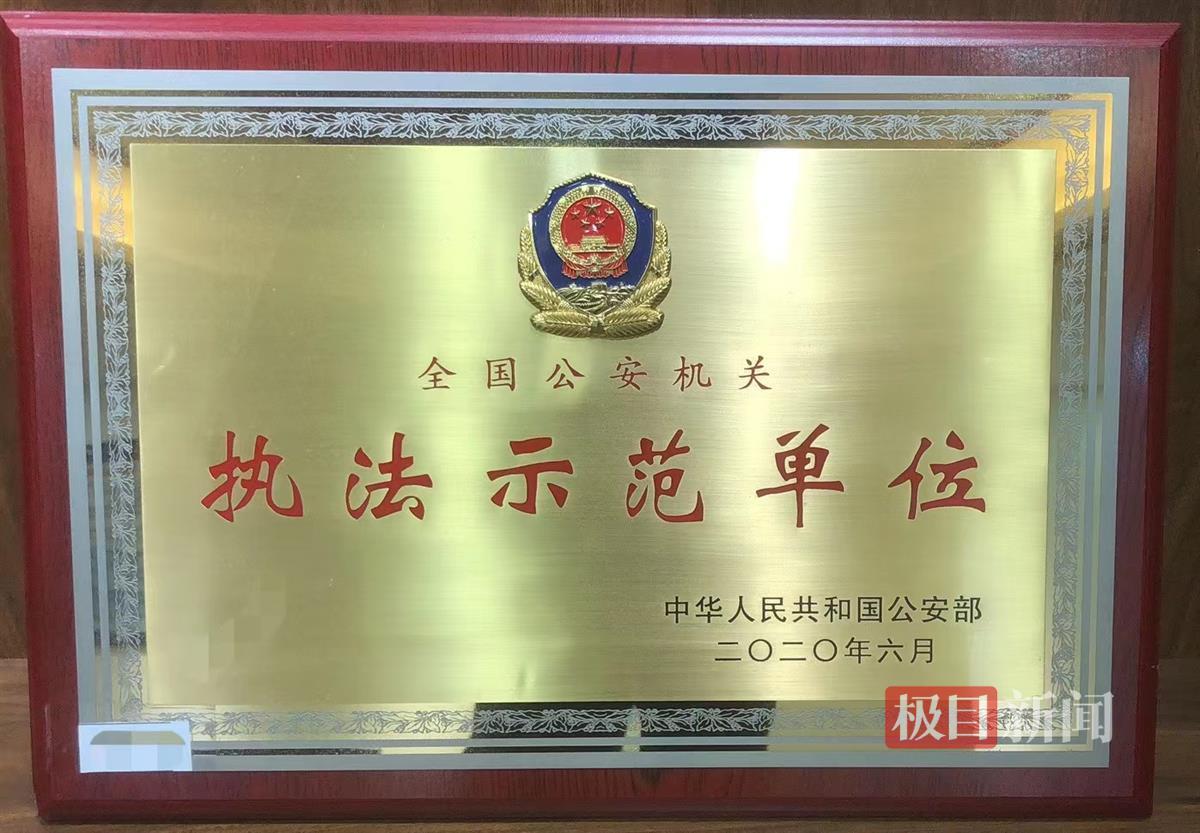 全国公安机关
执法示范单位
中华人民共和国公安部
二〇二〇年六月
极目新闻